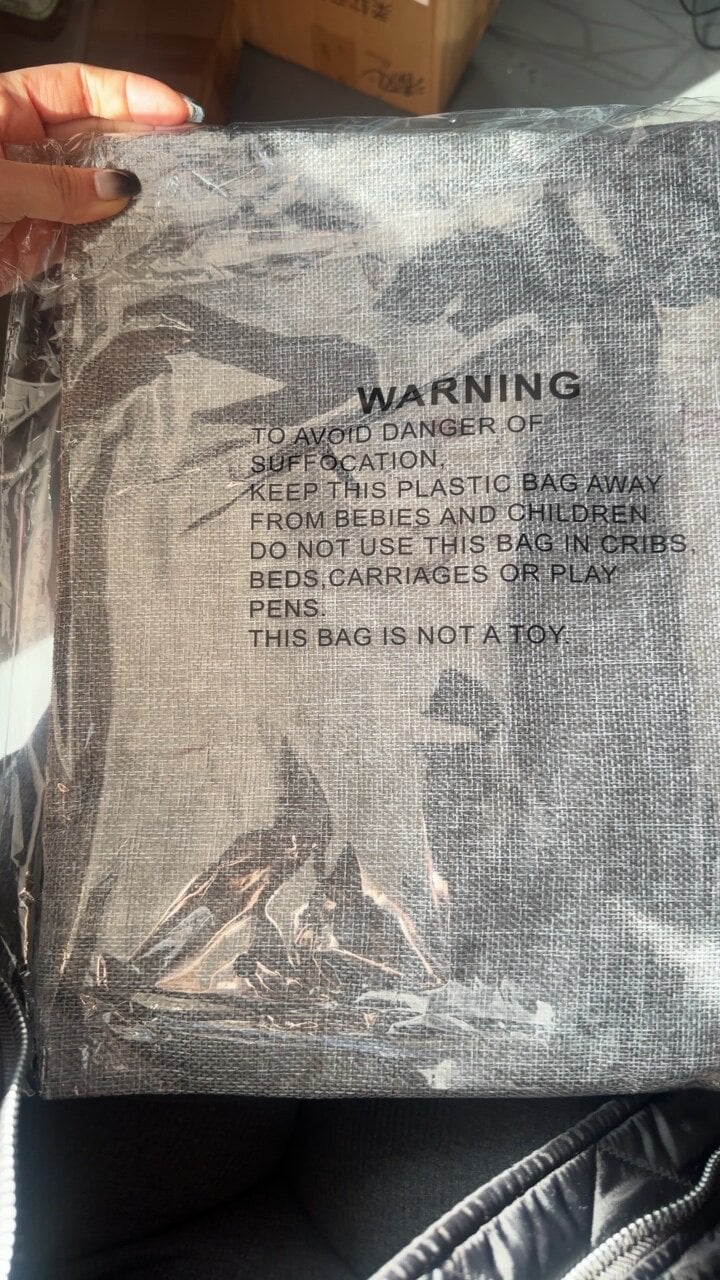 WARNING
TO AVOID DANGER OF
SUFFOCATION,
KEEP THIS PLASTIC BAG AWAY
FROM BEBIES AND CHILDREN.
DO NOT USE THIS BAG IN CRIBS,
BEDS,CARRIAGES OR PLAY
PENS.
THIS BAG IS NOT A TOY.